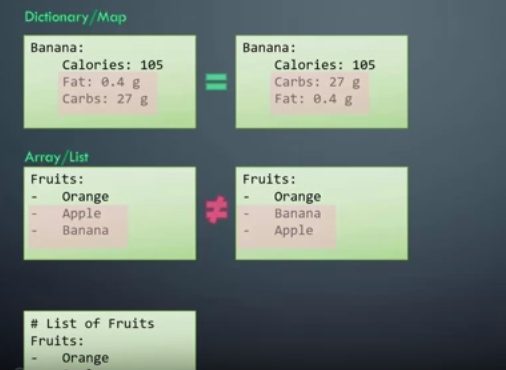 Dictionary/Map
Banana:
Calories: 105
Fat: 0.4 g
Carbs: 27 g
=
Banana:
Calories: 105
Carbs: 27 g
Fat: 0.4 g
Array/List
Fruits:
- Orange
- Apple
- Banana
≠
Fruits:
- Orange
- Banana
- Apple
# List of Fruits
Fruits:
- Orange